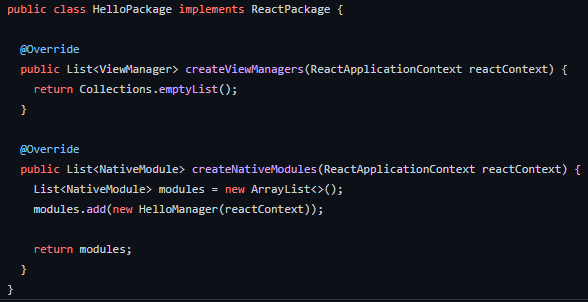 public class HelloPackage implements ReactPackage {
@Override
public List<ViewManager> createViewManagers(ReactApplicationContext reactContext) {
return Collections.emptyList();
}
@Override
public List<NativeModule> createNativeModules(ReactApplicationContext reactContext) {
List<NativeModule> modules = new ArrayList<>();
modules.add(new HelloManager(reactContext));
return modules;
}
}